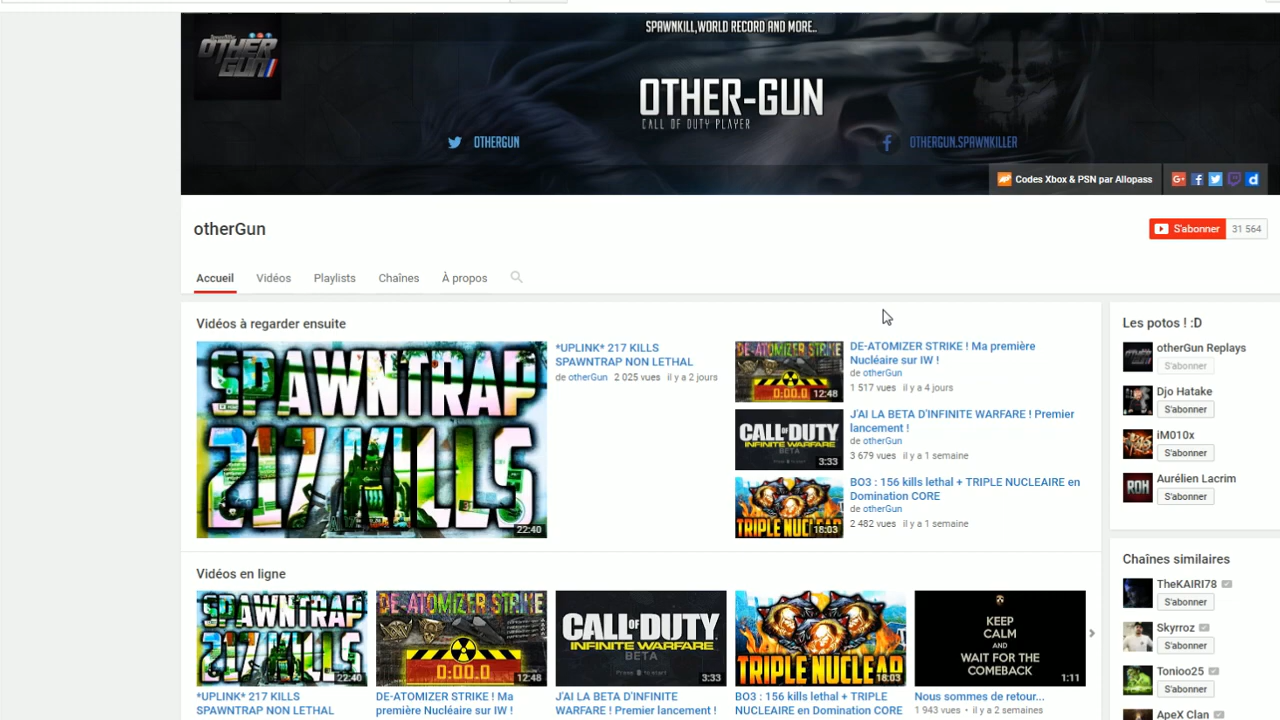 SPAWNKILL,WORLD RECORD AND MORE..
OTHER GUN
OTHER-GUN
CALL OF DUTY PLAYER
OTHERGUN
OTHERGUN.SPAWNKILLER
Codes Xbox & PSN par Allopass
otherGun
S'abonner 31 564
Accueil Vidéos Playlists Chaînes À propos
Vidéos à regarder ensuite
SPAWNTRAP
217 KILLS
22:40
*UPLINK* 217 KILLS
SPAWNTRAP NON LETHAL
de otherGun 2 025 vues il y a 2 jours
DE-ATOMIZER STRIKE
0:00.0
12:48
DE-ATOMIZER STRIKE ! Ma première
Nucléaire sur IW !
de otherGun
1 517 vues il y a 4 jours
CALL OF DUTY
INFINITE WARFARE
BETA
3:33
J'AI LA BETA D'INFINITE WARFARE ! Premier
lancement !
de otherGun
3 679 vues il y a 1 semaine
TRIPLE NUCLEAR
18:03
BO3 : 156 kills lethal + TRIPLE NUCLEAIRE en
Domination CORE
de otherGun
2 482 vues il y a 1 semaine
Les potos ! :D
otherGun Replays
S'abonner
Djo Hatake
S'abonner
iM010x
S'abonner
ROH
Aurélien Lacrim
S'abonner
Vidéos en ligne
SPAWNTRAP
217 KILLS
22:40
*UPLINK* 217 KILLS
SPAWNTRAP NON LETHAL
DE-ATOMIZER STRIKE
0:00.0
12:48
DE-ATOMIZER STRIKE ! Ma
première Nucléaire sur IW !
CALL OF DUTY
INFINITE WARFARE
BETA
Press to start
3:33
J'AI LA BETA D'INFINITE
WARFARE ! Premier lancement !
TRIPLE NUCLEAR
18:03
BO3 : 156 kills lethal + TRIPLE
NUCLEAIRE en Domination CORE
KEEP
CALM
AND
WAIT FOR THE
COMEBACK
1:11
Nous sommes de retour...
1 943 vues • il y a 2 semaines
Chaînes similaires
TheKAIRI78
S'abonner
Skyrroz
S'abonner
Tonioo25
S'abonner
ApeX Clan